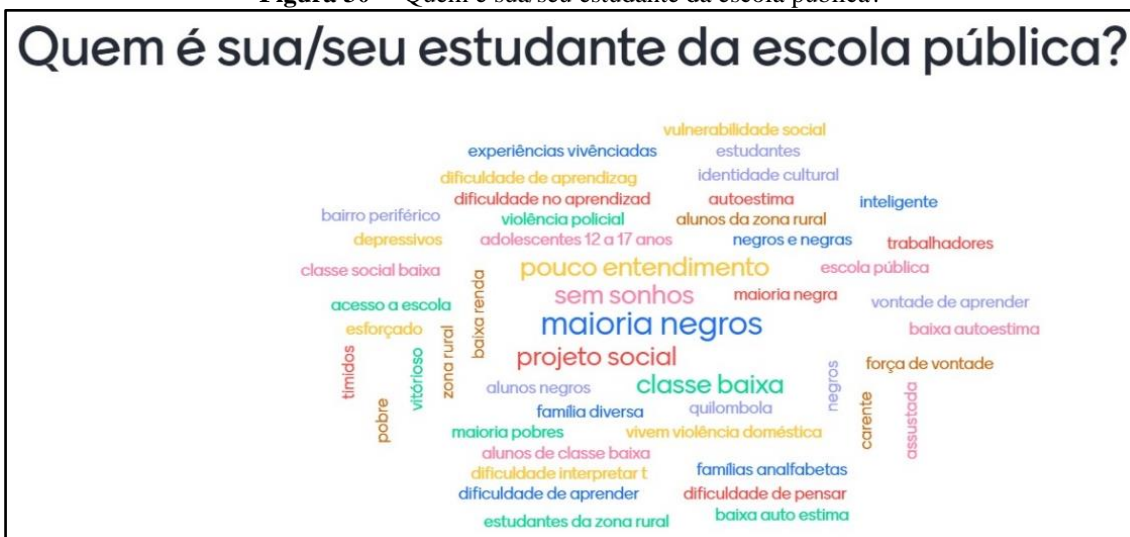 Quem é sua/seu estudante da escola pública?
vulnerabilidade social
experiências vivênciadas
estudantes
dificuldade de aprendizag
identidade cultural
dificuldade no aprendizad
autoestima
inteligente
bairro periférico
violência policial
alunos da zona rural
depressivos
adolescentes 12 a 17 anos
negros e negras
trabalhadores
classe social baixa
pouco entendimento
escola pública
baixa renda
sem sonhos
maioria negra
vontade de aprender
acesso a escola
esforçado
zona rural
maioria negros
baixa autoestima
tímidos
vitórioso
projeto social
força de vontade
pobre
alunos negros
classe baixa
negros
família diversa
quilombola
carente
assustada
maioria pobres
vivem violência doméstica
alunos de classe baixa
dificuldade interpretar t
famílias analfabetas
dificuldade de aprender
dificuldade de pensar
estudantes da zona rural
baixa auto estima